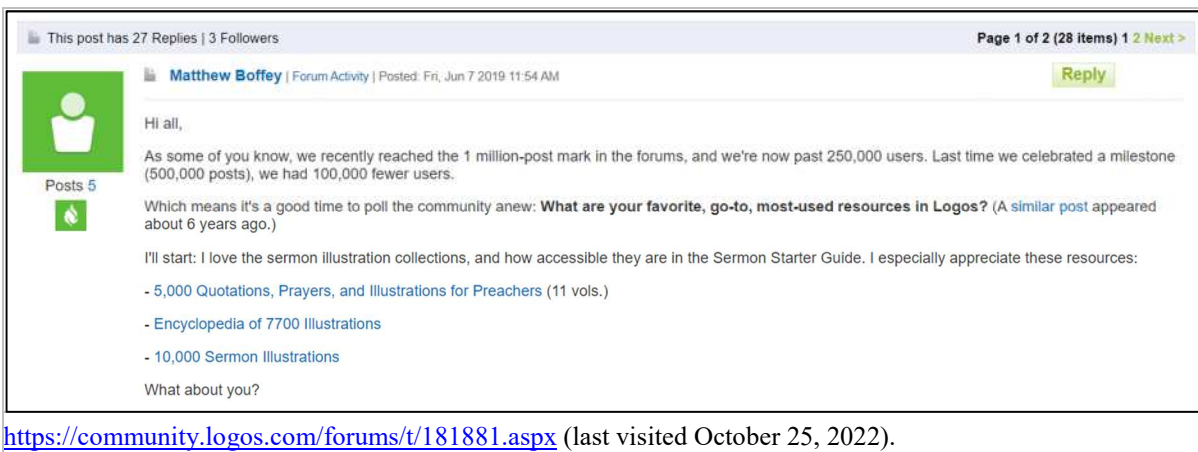 This post has 27 Replies | 3 Followers
Page 1 of 2 (28 items) 1 2 Next >
Matthew Boffey | Forum Activity | Posted: Fri, Jun 7 2019 11:54 AM
Reply
Posts 5
Hi all,
As some of you know, we recently reached the 1 million-post mark in the forums, and we're now past 250,000 users. Last time we celebrated a milestone
(500,000 posts), we had 100,000 fewer users.
Which means it's a good time to poll the community anew: What are your favorite, go-to, most-used resources in Logos? (A similar post appeared
about 6 years ago.)
I'll start: I love the sermon illustration collections, and how accessible they are in the Sermon Starter Guide. I especially appreciate these resources:
- 5,000 Quotations, Prayers, and Illustrations for Preachers (11 vols.)
- Encyclopedia of 7700 Illustrations
- 10,000 Sermon Illustrations
What about you?
https://community.logos.com/forums/t/181881.aspx (last visited October 25, 2022).